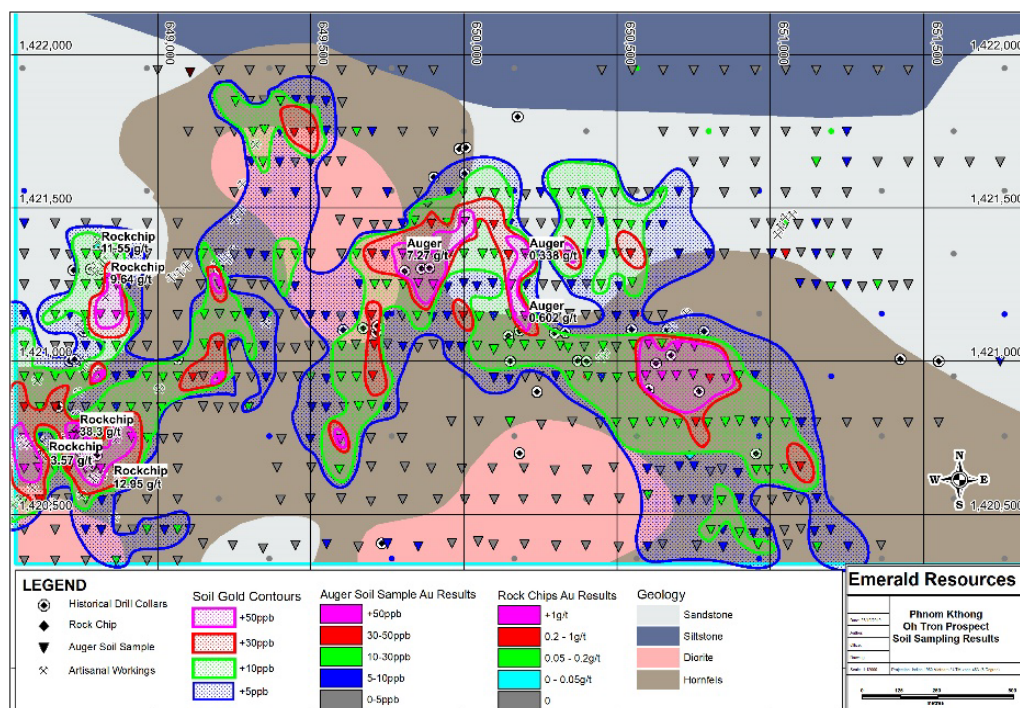 649,000
649,500
650,000
650,500
651,000
651,500
1,422,000
1,422,000
1,421,500
1,421,500
Rockchip
11.55 g/t
Rockchip
9.64 g/t
Auger
7.27 g/t
Auger
0.338 g/t
Auger
0.602 g/t
1,421,000
1,421,000
Rockchip
38.3 g/t
Rockchip
3.57 g/t
Rockchip
12.95 g/t
N
W
E
S
1,420,500
1,420,500
LEGEND
Historical Drill Collars
Rock Chip
Auger Soil Sample
Artisanal Workings
Soil Gold Contours
+50ppb
+30ppb
+10ppb
+5ppb
Auger Soil Sample Au Results
+50ppb
30-50ppb
10-30ppb
5-10ppb
0-5ppb
Rock Chips Au Results
+1g/t
0.2 - 1g/t
0.05 - 0.2g/t
0 - 0.05g/t
0
Geology
Sandstone
Siltstone
Diorite
Hornfels
Emerald Resources
Phnom Kthong
Oh Tron Prospect
Soil Sampling Results
0
metres